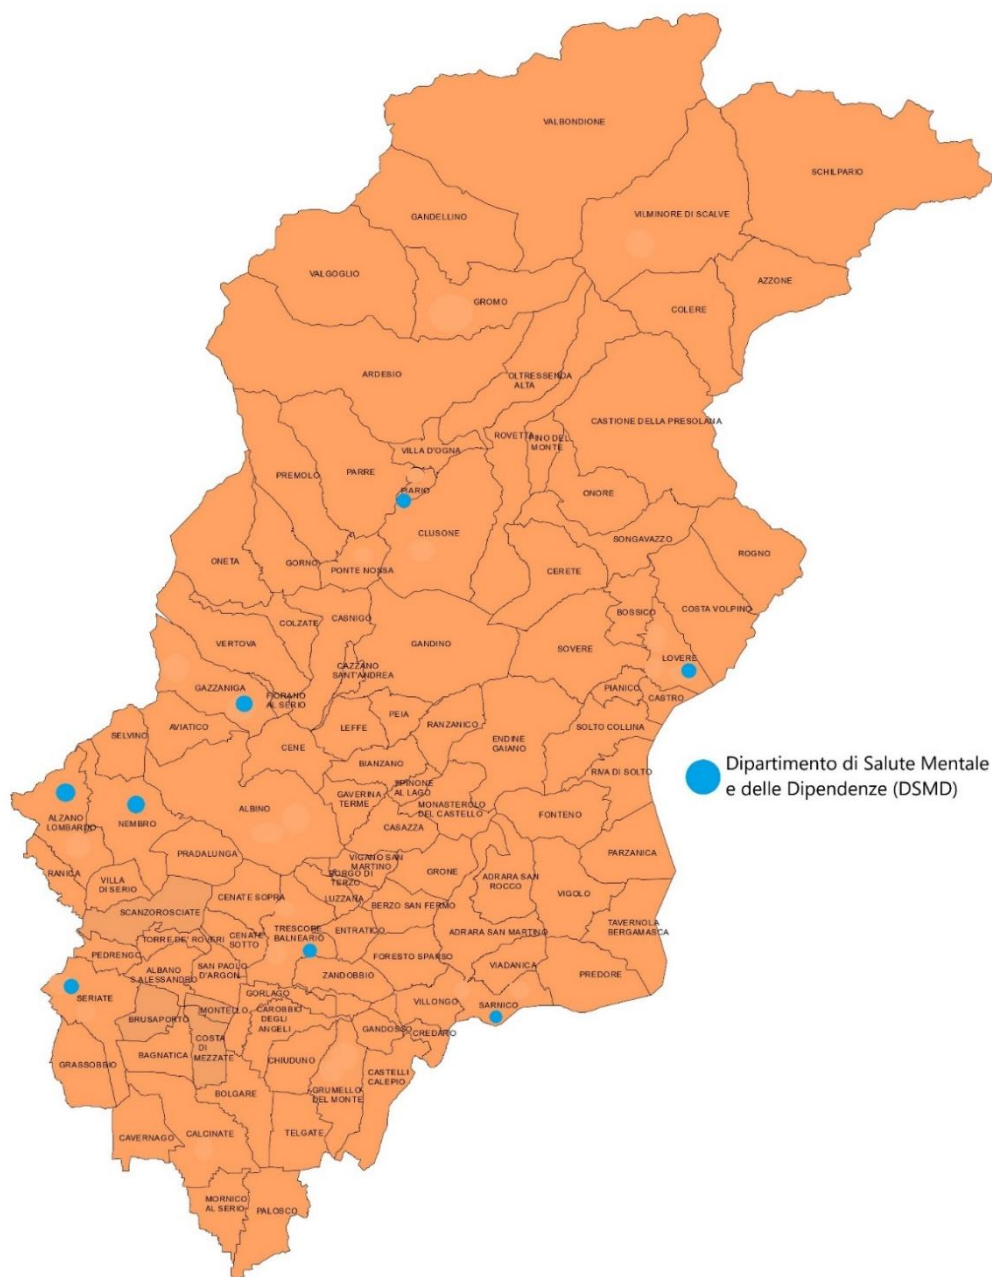 VALBONDIONE
SCHILPARIO
GANDELLINO
VILMINORE DI SCALVE
VALGOGLIO
AZZONE
GROMO
COLERE
ARDESIO
OLTRESSENDA
ALTA
CASTIONE DELLA PRESOLANA
ROVETTA
FINO DEL
MONTE
VILLA D'OGNA
PARRE
PREMOLO
PIARIO
ONORE
CLUSONE
SONGAVAZZO
ROGNO
ONETA
GORNO
PONTE NOSSA
CERETE
COSTA VOLPINO
BOSSICO
CASNIGO
COLZATE
VERTOVA
GANDINO
SOVERE
LOVERE
CAZZANO
SANT'ANDREA
GAZZANIGA
FIORANO
AL SERIO
PIANICO
CASTRO
PEIA
RANZANICO
SOLTO COLLINA
AVIATICO
LEFFE
SELVINO
CENE
ENDINE
GAIANO
BIANZANO
RIVA DI SOLTO
Dipartimento di Salute Mentale
e delle Dipendenze (DSMD)
SPINONE
AL LAGO
GAVERINA
TERME
MONASTEROLO
DEL CASTELLO
ALBINO
FONTENO
ALZANO
LOMBARDO
NEMBRO
CASAZZA
PRADALUNGA
PARZANICA
VIGANO SAN
MARTINO
RANICA
BORGO DI
TERZO
GRONE
ADRARA SAN
ROCCO
VILLA
DI SERIO
VIGOLO
CENATE SOPRA
LUZZANA
BERZO SAN FERMO
SCANZOROSCIATE
TAVERNOLA
BERGAMASCA
TRESCORE
BALNEARIO
ENTRATICO
ADRARA SAN MARTINO
TORRE DE' ROVERI
CENATE
SOTTO
PEDRENGO
FORESTO SPARSO
VIADANICA
ALBANO
S.ALESSANDRO
SAN PAOLO
D'ARGON
ZANDOBBIO
PREDORE
SERIATE
GORLAGO
VILLONGO
SARNICO
MONTELLO
CAROBBIO
DEGLI
ANGELI
BRUSAPORTO
GANDOSSO
CREDARO
COSTA
DI
MEZZATE
BAGNATICA
GRASSOBBIO
CHIUDUNO
CASTELLI
CALEPIO
BOLGARE
GRUMELLO
DEL MONTE
CAVERNAGO
CALCINATE
TELGATE
MORNICO
AL SERIO
PALOSCO